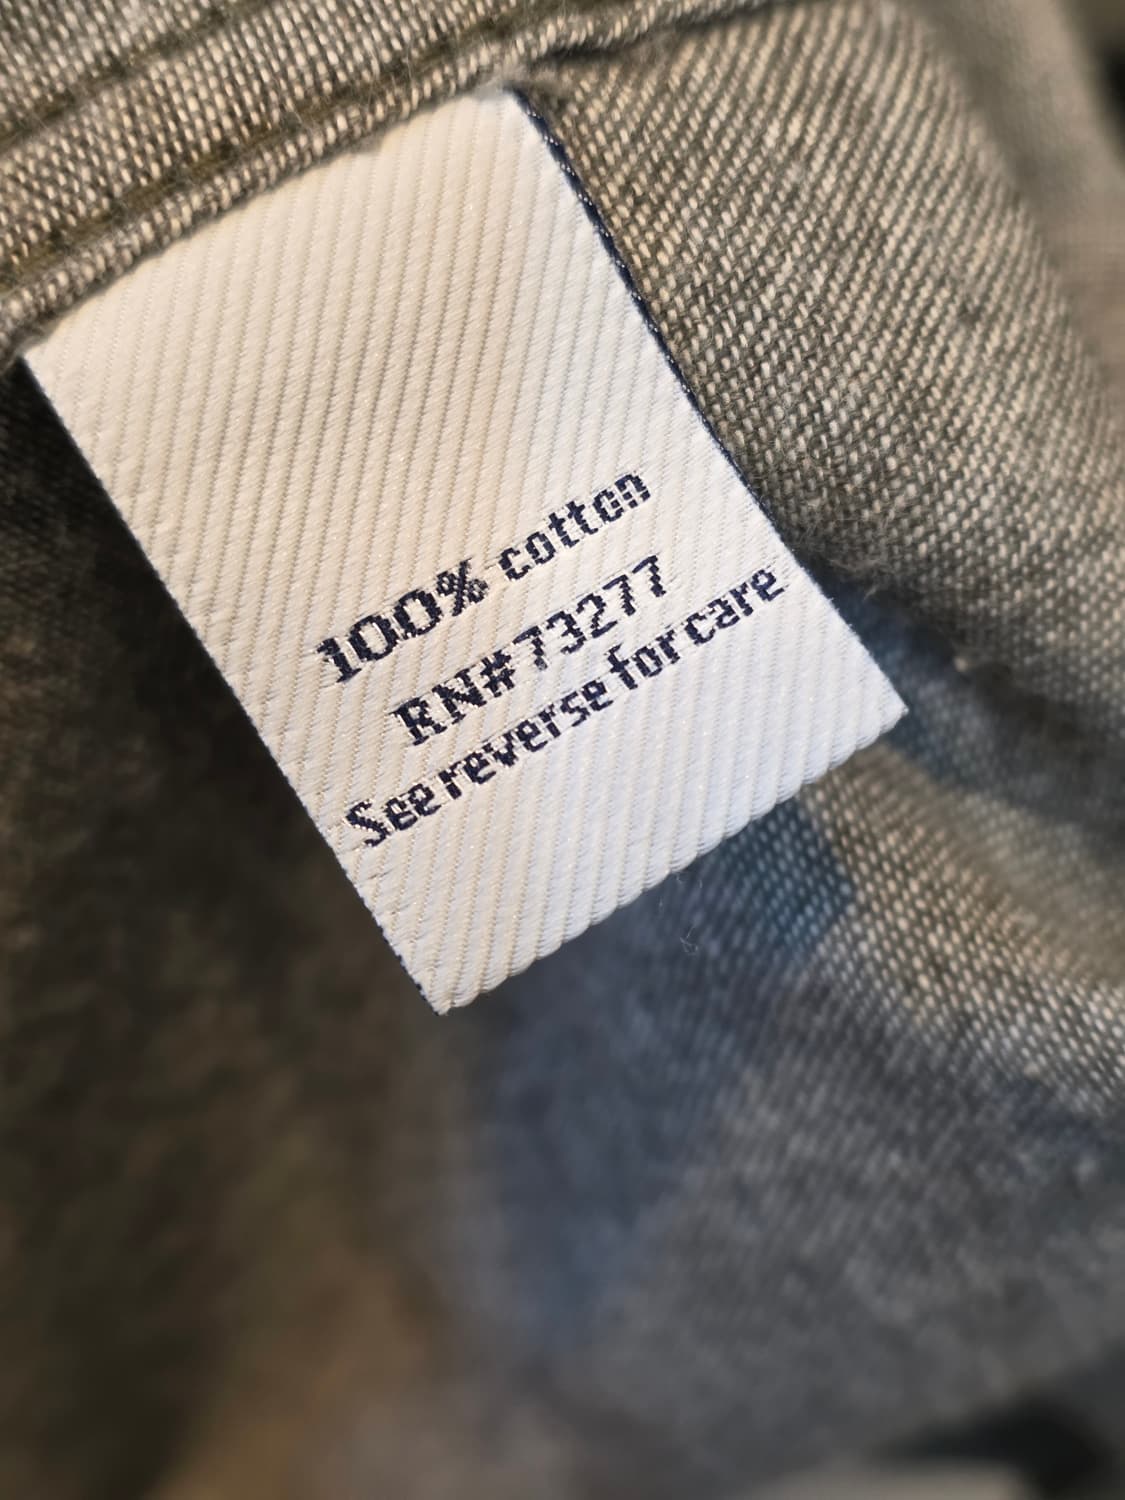 100% cotton
RN#73277
See reverse for care